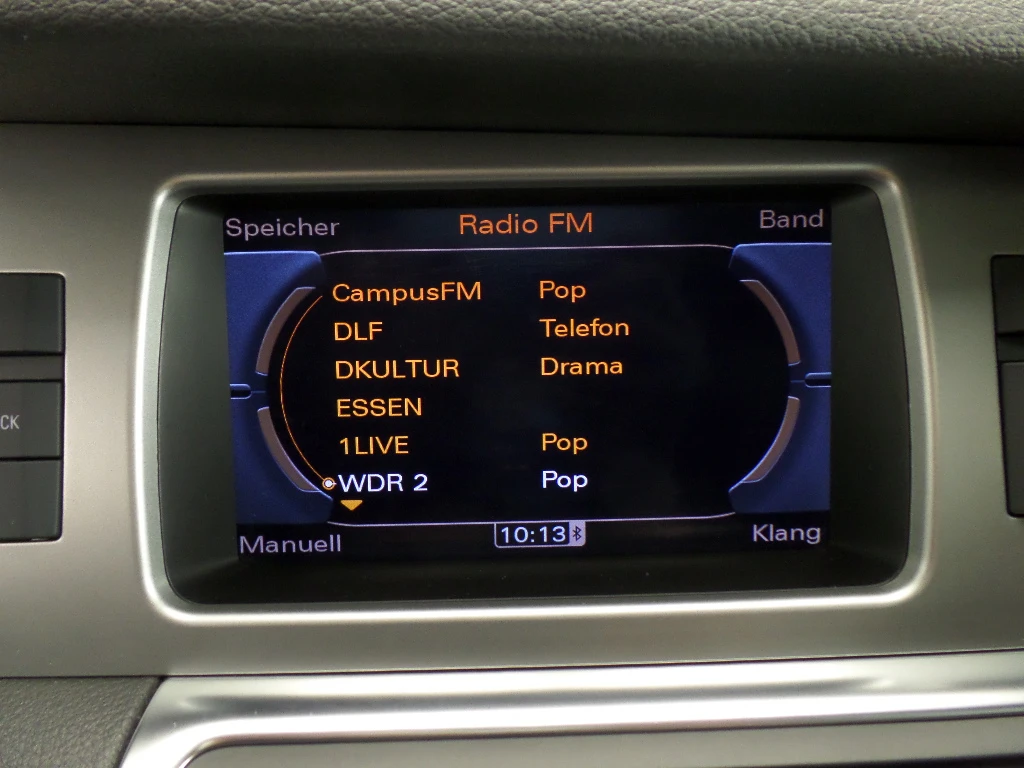 Speicher Radio FM Band
CampusFM Pop
DLF Telefon
DKULTUR Drama
ESSEN
1LIVE Pop
WDR 2 Pop
Manuell 10:13 Klang
CK